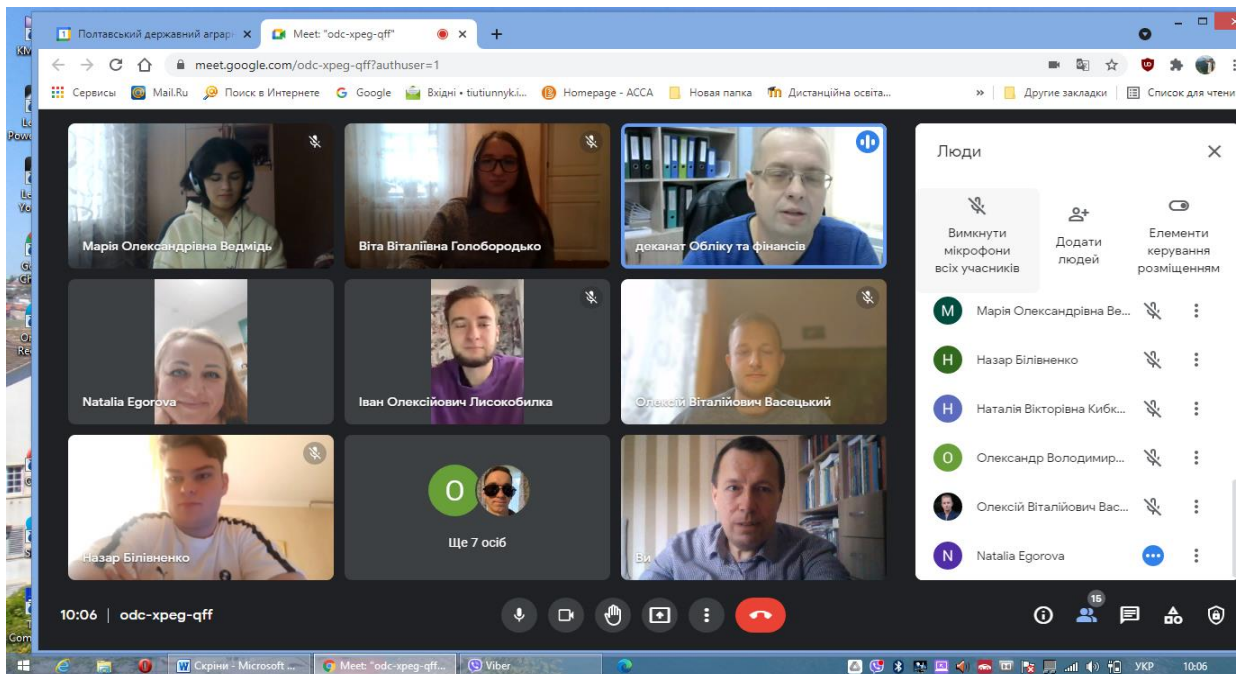 Полтавський державний аграр
Meet: "odc-xpeg-qff"
meet.google.com/odc-xpeg-qff?authuser=1
Сервисы
Mail.Ru
Поиск в Интернете
Google
Вхідні • tiutiunnyk.i...
Homepage - ACCA
Новая папка
Дистанційна освіта...
»
Другие закладки
Список для чтени
Марія Олександрівна Ведмідь
Віта Віталіївна Голобородько
деканат Обліку та фінансів
Natalia Egorova
Іван Олексійович Лисокобилка
Олексій Віталійович Васецький
Назар Білівненко
O
Ще 7 осіб
Ви
Люди
Вимкнути
мікрофони
всіх учасників
Додати
людей
Елементи
керування
розміщенням
М
Марія Олександрівна Ве...
Н
Назар Білівненко
Н
Наталія Вікторівна Кибк...
О
Олександр Володимир...
Олексій Віталійович Вас...
N
Natalia Egorova
10:06 | odc-xpeg-qff
15
Скріни - Microsoft ...
Meet: "odc-xpeg-qff...
Viber
УКР
10:06